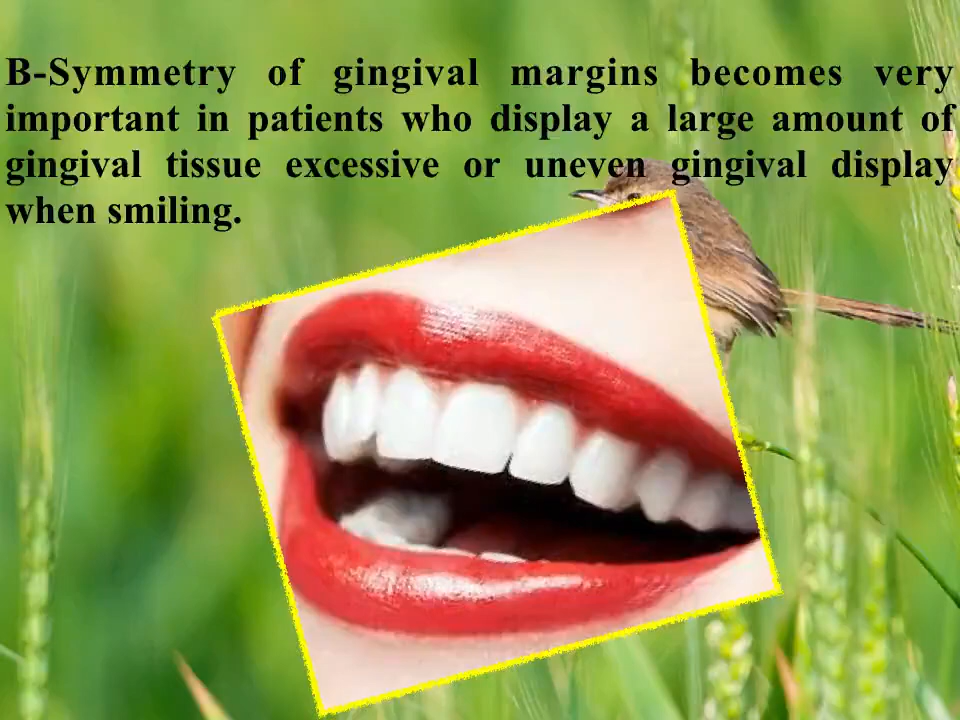 B-Symmetry of gingival margins becomes very
important in patients who display a large amount of
gingival tissue excessive or uneven gingival display
when smiling.